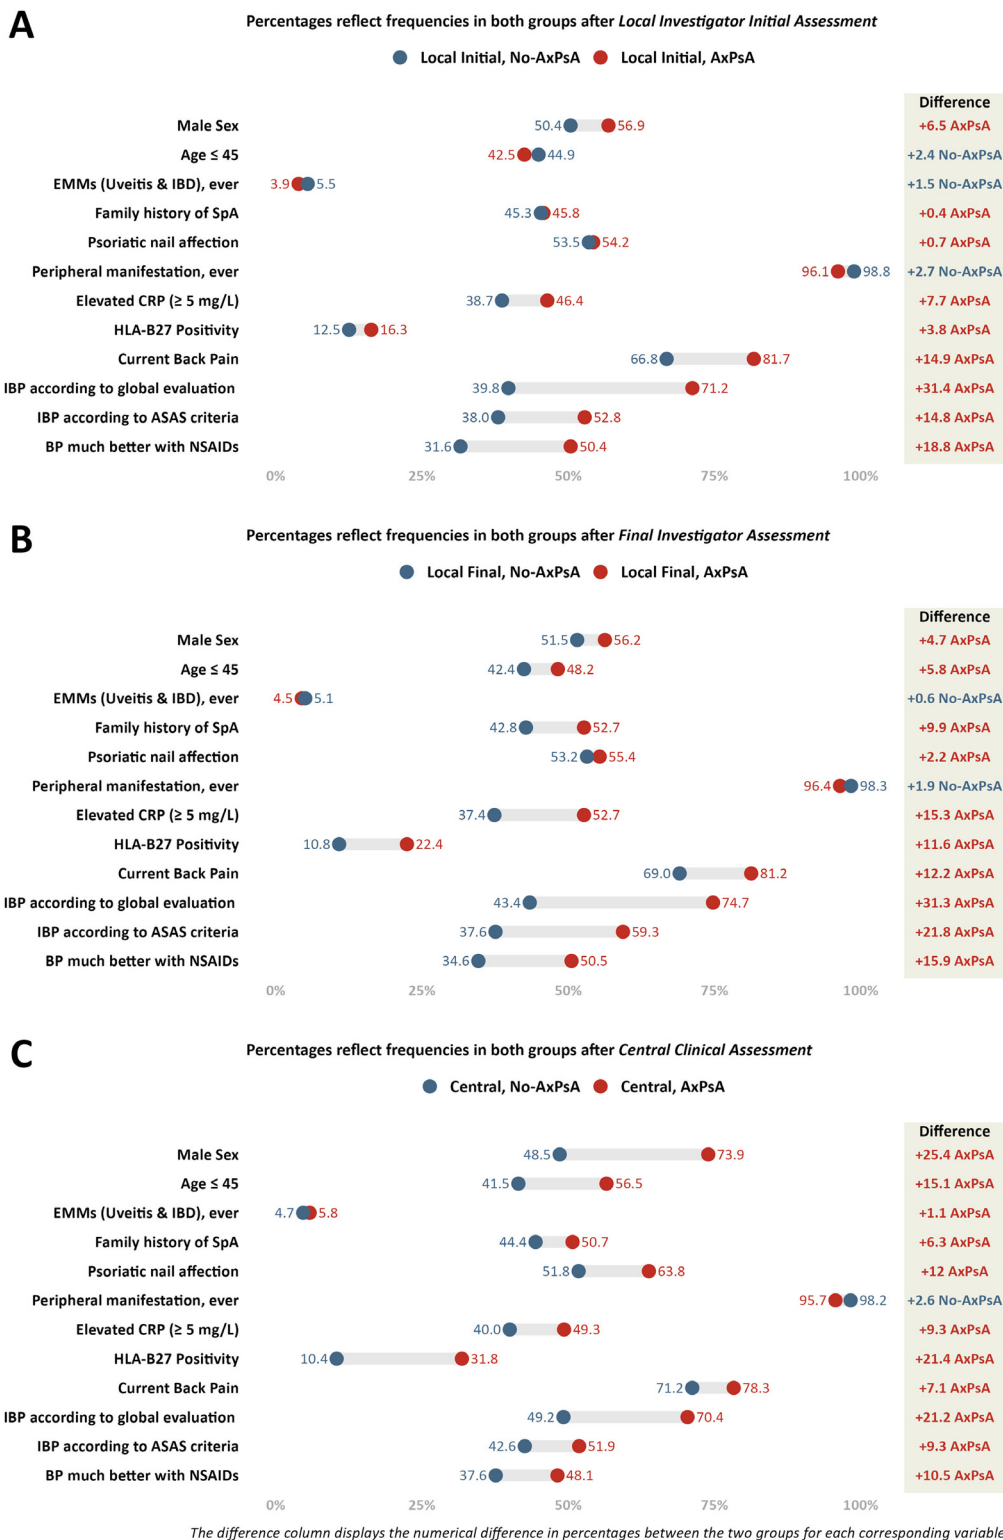 A
Percentages reflect frequencies in both groups after Local Investigator Initial Assessment
Local Initial, No-AxPsA Local Initial, AxPsA
Difference
Male Sex 50.4 56.9 +6.5 AxPsA
Age ≤ 45 42.5 44.9 +2.4 No-AxPsA
EMMs (Uveitis & IBD), ever 3.9 5.5 +1.5 No-AxPsA
Family history of SpA 45.3 45.8 +0.4 AxPsA
Psoriatic nail affection 53.5 54.2 +0.7 AxPsA
Peripheral manifestation, ever 96.1 98.8 +2.7 No-AxPsA
Elevated CRP (≥ 5 mg/L) 38.7 46.4 +7.7 AxPsA
HLA-B27 Positivity 12.5 16.3 +3.8 AxPsA
Current Back Pain 66.8 81.7 +14.9 AxPsA
IBP according to global evaluation 39.8 71.2 +31.4 AxPsA
IBP according to ASAS criteria 38.0 52.8 +14.8 AxPsA
BP much better with NSAIDs 31.6 50.4 +18.8 AxPsA
0% 25% 50% 75% 100%
B
Percentages reflect frequencies in both groups after Final Investigator Assessment
Local Final, No-AxPsA Local Final, AxPsA
Difference
Male Sex 51.5 56.2 +4.7 AxPsA
Age ≤ 45 42.4 48.2 +5.8 AxPsA
EMMs (Uveitis & IBD), ever 4.5 5.1 +0.6 No-AxPsA
Family history of SpA 42.8 52.7 +9.9 AxPsA
Psoriatic nail affection 53.2 55.4 +2.2 AxPsA
Peripheral manifestation, ever 96.4 98.3 +1.9 No-AxPsA
Elevated CRP (≥ 5 mg/L) 37.4 52.7 +15.3 AxPsA
HLA-B27 Positivity 10.8 22.4 +11.6 AxPsA
Current Back Pain 69.0 81.2 +12.2 AxPsA
IBP according to global evaluation 43.4 74.7 +31.3 AxPsA
IBP according to ASAS criteria 37.6 59.3 +21.8 AxPsA
BP much better with NSAIDs 34.6 50.5 +15.9 AxPsA
0% 25% 50% 75% 100%
C
Percentages reflect frequencies in both groups after Central Clinical Assessment
Central, No-AxPsA Central, AxPsA
Difference
Male Sex 48.5 73.9 +25.4 AxPsA
Age ≤ 45 41.5 56.5 +15.1 AxPsA
EMMs (Uveitis & IBD), ever 4.7 5.8 +1.1 AxPsA
Family history of SpA 44.4 50.7 +6.3 AxPsA
Psoriatic nail affection 51.8 63.8 +12 AxPsA
Peripheral manifestation, ever 95.7 98.2 +2.6 No-AxPsA
Elevated CRP (≥ 5 mg/L) 40.0 49.3 +9.3 AxPsA
HLA-B27 Positivity 10.4 31.8 +21.4 AxPsA
Current Back Pain 71.2 78.3 +7.1 AxPsA
IBP according to global evaluation 49.2 70.4 +21.2 AxPsA
IBP according to ASAS criteria 42.6 51.9 +9.3 AxPsA
BP much better with NSAIDs 37.6 48.1 +10.5 AxPsA
0% 25% 50% 75% 100%
The difference column displays the numerical difference in percentages between the two groups for each corresponding variable